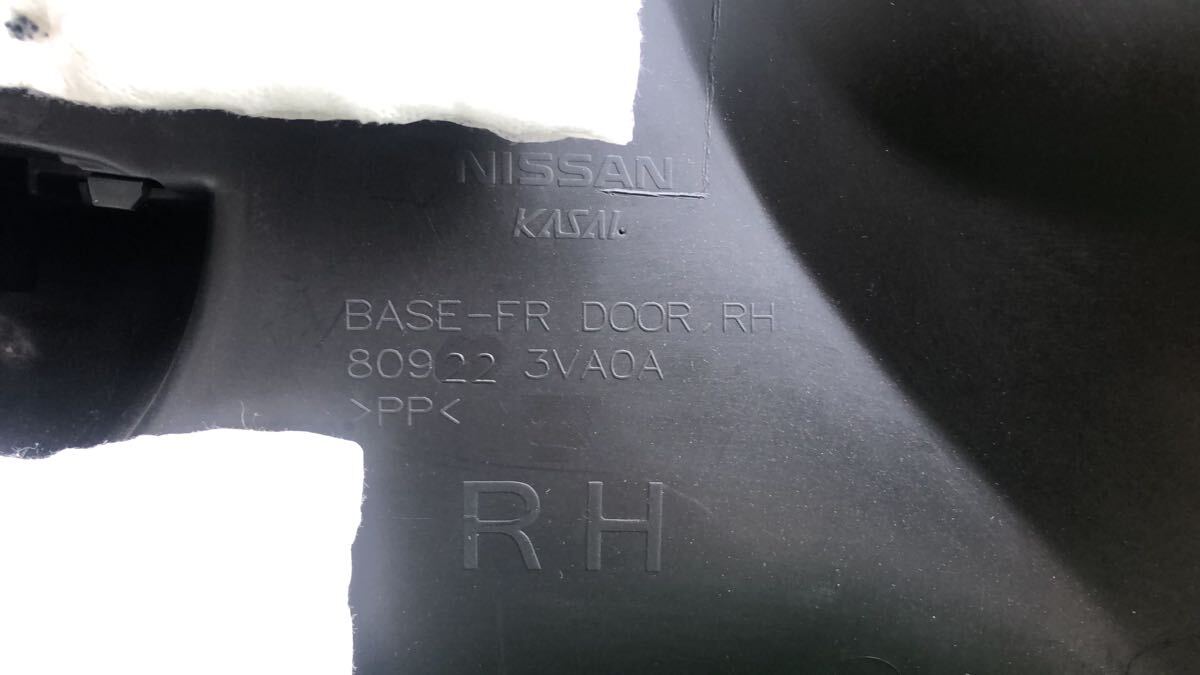 NISSAN
KASAI.
BASE-FR DOOR, RH
80922 3VA0A
>PP<
RH